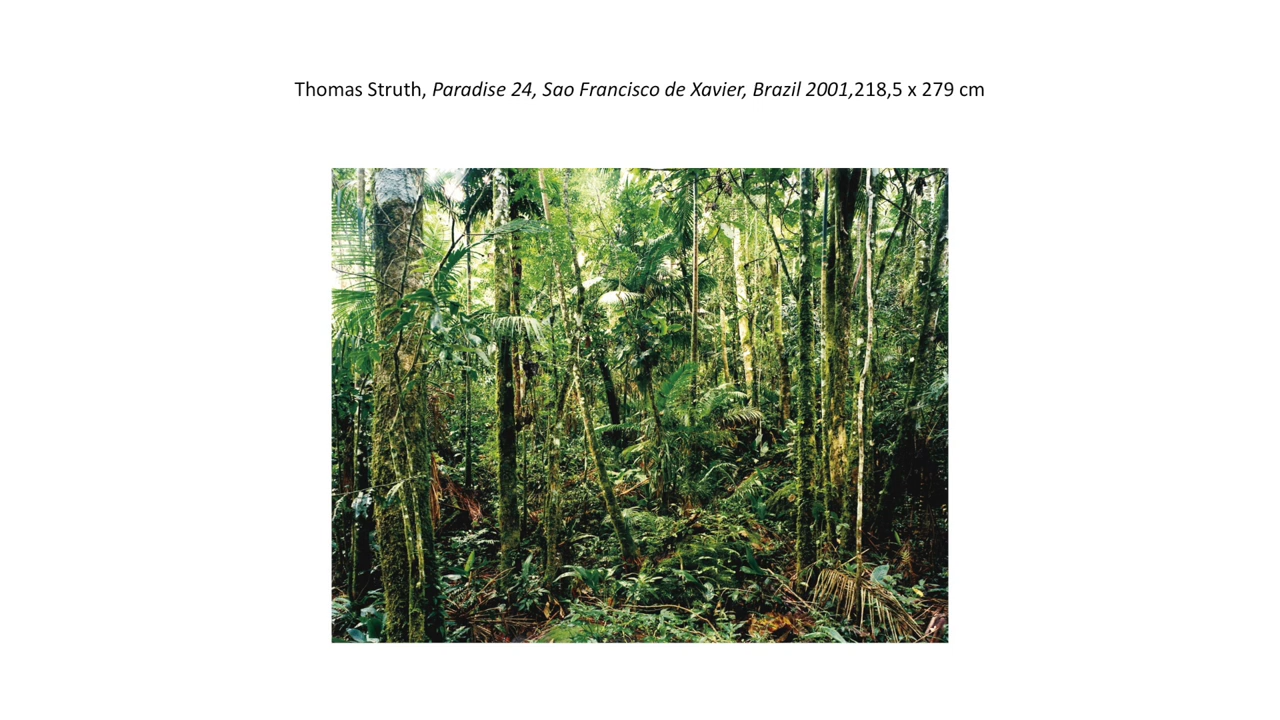 Thomas Struth, Paradise 24, Sao Francisco de Xavier, Brazil 2001,218,5 x 279 cm